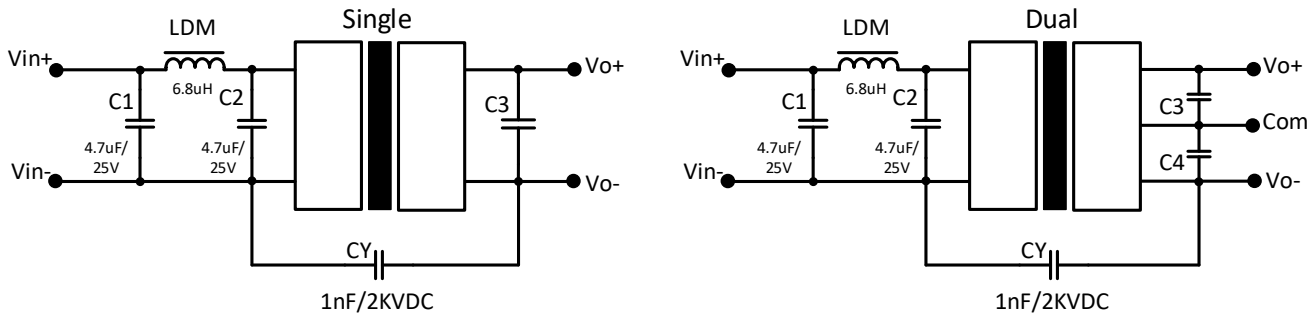 Single
LDM
Vin+
Vo+
6.8uH
C1
C2
C3
4.7uF/
25V
4.7uF/
25V
Vin-
Vo-
CY
1nF/2KVDC
Dual
LDM
Vin+
Vo+
6.8uH
C1
C2
C3
Com
4.7uF/
25V
4.7uF/
25V
C4
Vin-
Vo-
CY
1nF/2KVDC